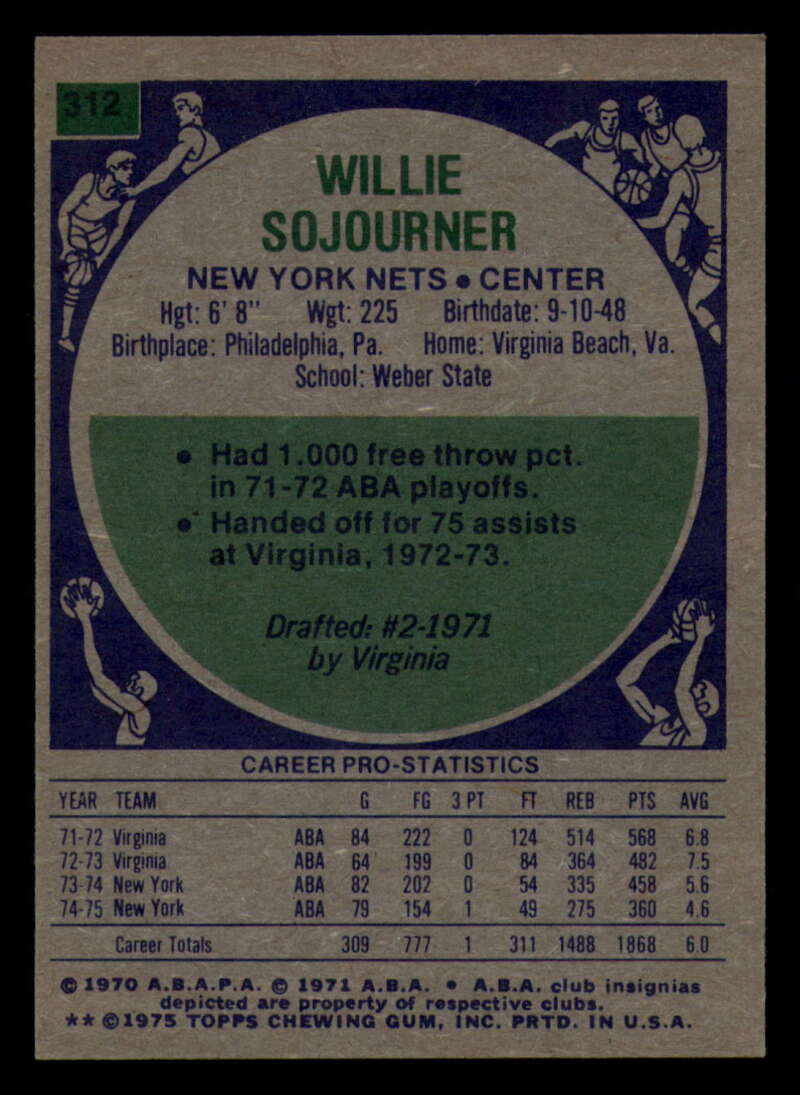 312
WILLIE
SOJOURNER
NEW YORK NETS • CENTER
Hgt: 6' 8" Wgt: 225 Birthdate: 9-10-48
Birthplace: Philadelphia, Pa. Home: Virginia Beach, Va.
School: Weber State
• Had 1.000 free throw pct.
in 71-72 ABA playoffs.
• Handed off for 75 assists
at Virginia, 1972-73.
Drafted: #2-1971
by Virginia
CAREER PRO-STATISTICS
YEAR TEAM G FG 3 PT FT REB PTS AVG
71-72 Virginia ABA 84 222 0 124 514 568 6.8
72-73 Virginia ABA 64 199 0 84 364 482 7.5
73-74 New York ABA 82 202 0 54 335 458 5.6
74-75 New York ABA 79 154 1 49 275 360 4.6
Career Totals 309 777 1 311 1488 1868 6.0
© 1970 A.B.A.P.A. © 1971 A.B.A. • A.B.A. club insignias
depicted are property of respective clubs.
** ©1975 TOPPS CHEWING GUM, INC. PRTD. IN U.S.A.